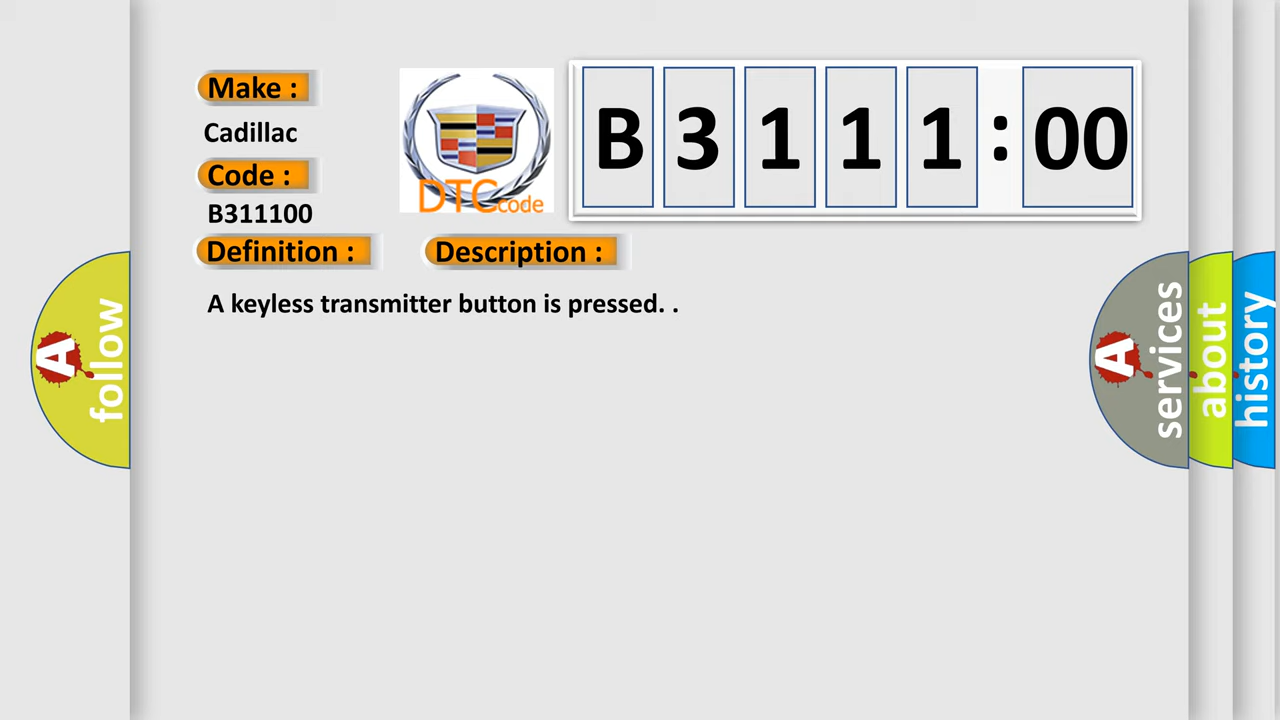 Make :
Cadillac
Code :
B311100
Definition :
Description :
A keyless transmitter button is pressed. .
B 3 1 1 1 : 00
DTC code
A follow
A services
about
history